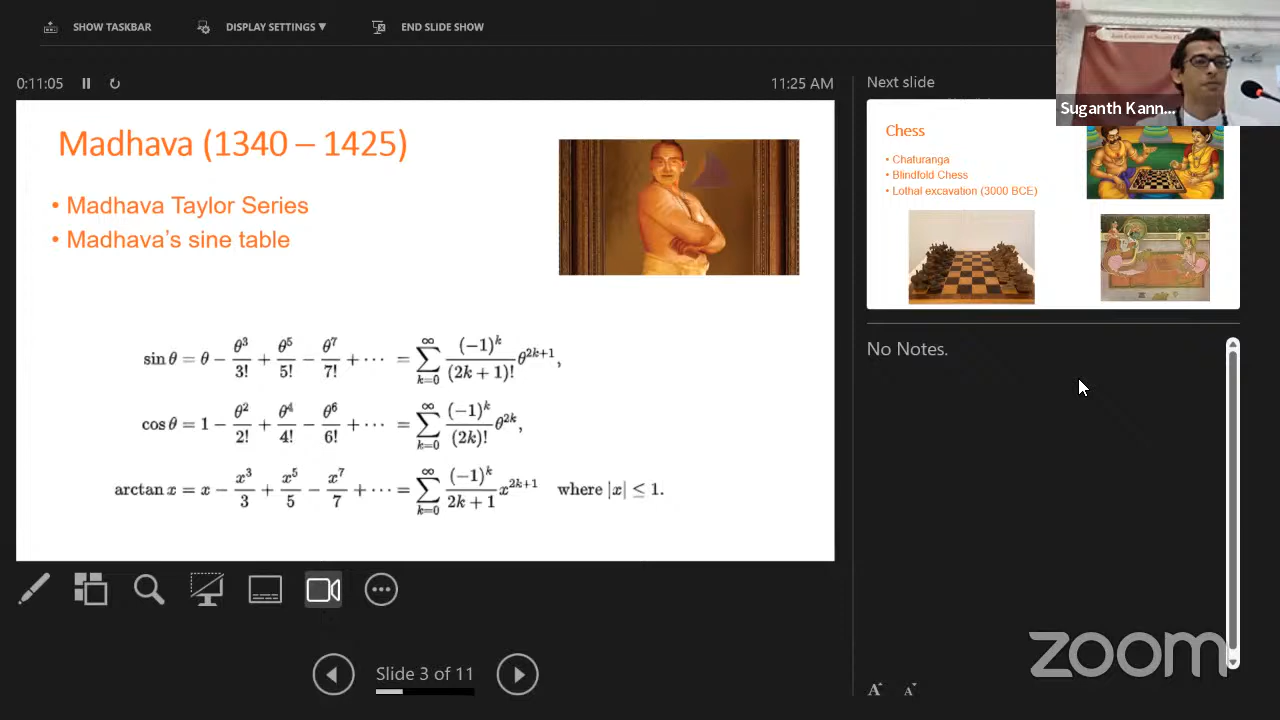 SHOW TASKBAR
DISPLAY SETTINGS ▼
END SLIDE SHOW
0:11:05
11:25 AM
Madhava (1340 – 1425)
• Madhava Taylor Series
• Madhava's sine table
sin θ = θ − θ³/3! + θ⁵/5! − θ⁷/7! + ⋯ = ∑_{k=0}^{∞} (−1)^k/(2k+1)! θ^{2k+1},
cos θ = 1 − θ²/2! + θ⁴/4! − θ⁶/6! + ⋯ = ∑_{k=0}^{∞} (−1)^k/(2k)! θ^{2k},
arctan x = x − x³/3 + x⁵/5 − x⁷/7 + ⋯ = ∑_{k=0}^{∞} (−1)^k/2k+1 x^{2k+1} where |x| ≤ 1.
Slide 3 of 11
Next slide
Suganth Kann...
Chess
• Chaturanga
• Blindfold Chess
• Lothal excavation (3000 BCE)
No Notes.
zoom
A A